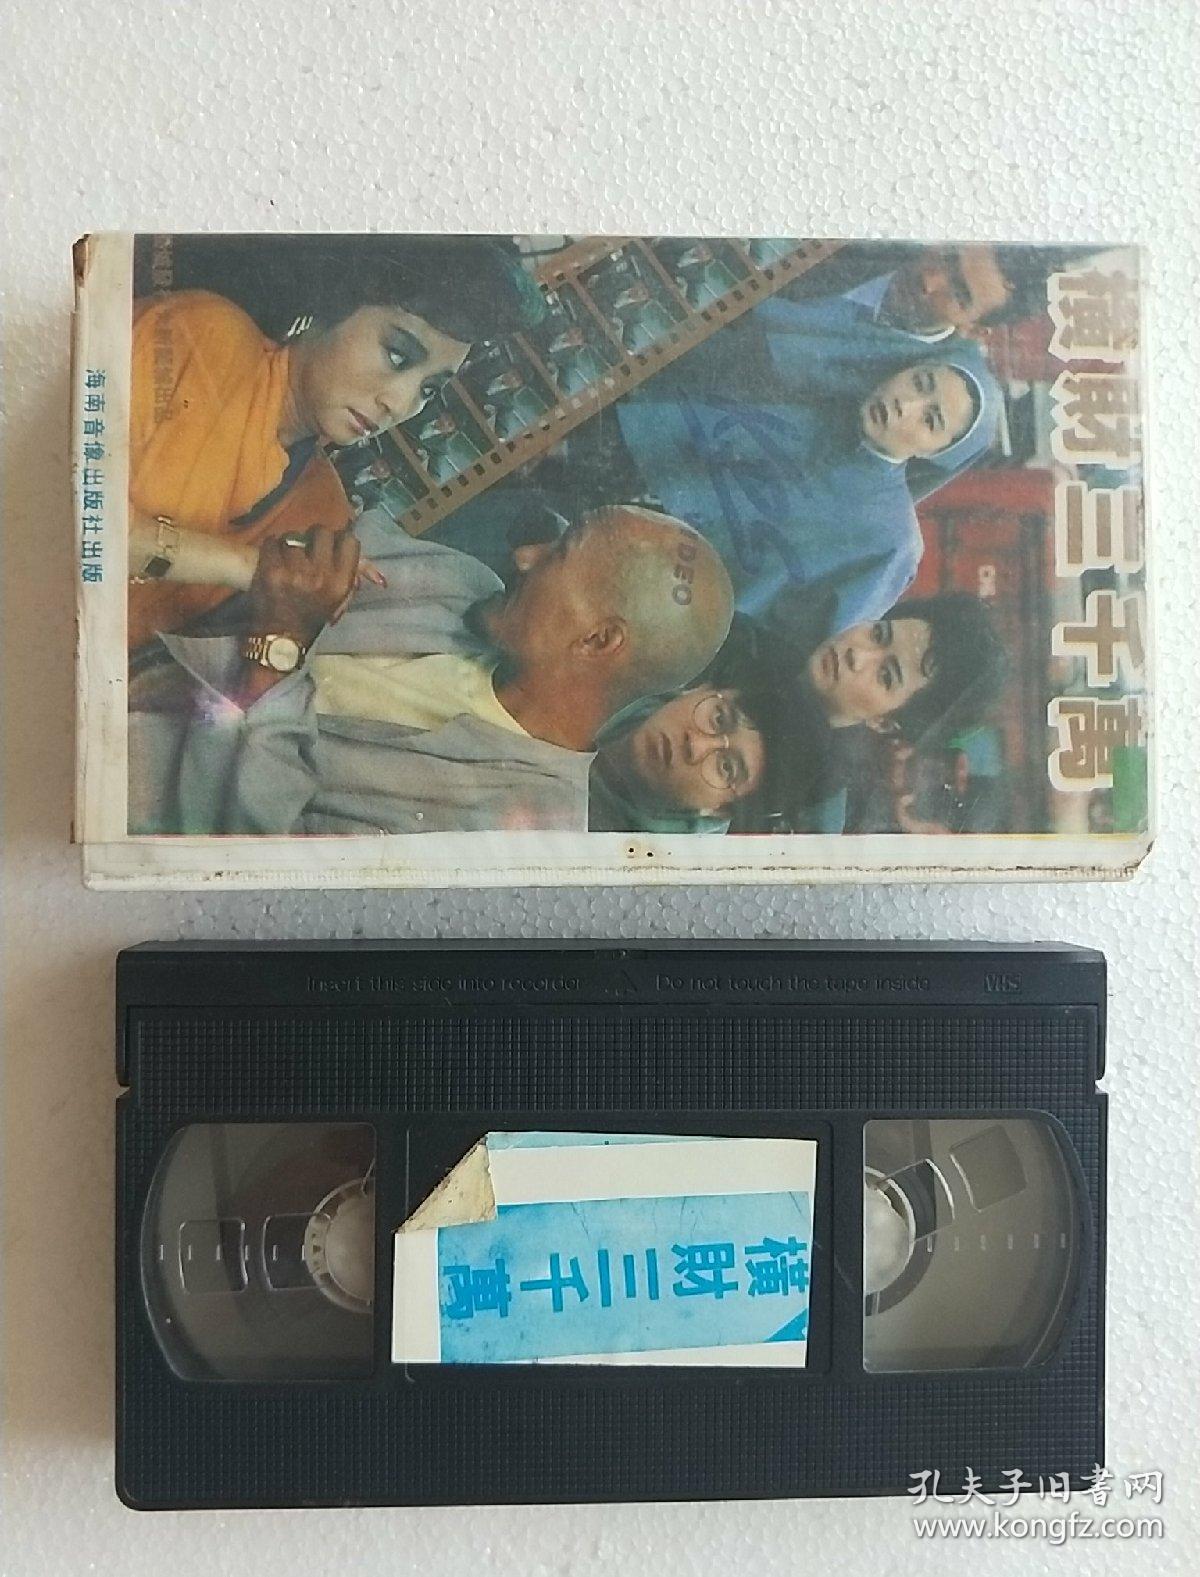 橫財三千萬
海南音像出版社出版
DEO
Insert this side into recorder
Do not touch the tape inside
VHS
橫財三千萬
孔夫子旧書网
www.kongfz.com